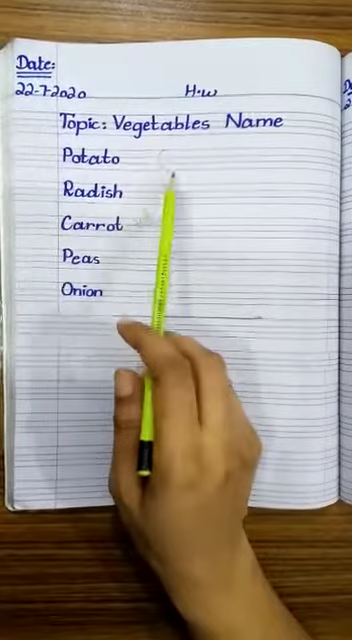 Date:
22-7-2020 H.w
Topic: Vegetables Name
Potato
Radish
Carrot
Peas
Onion